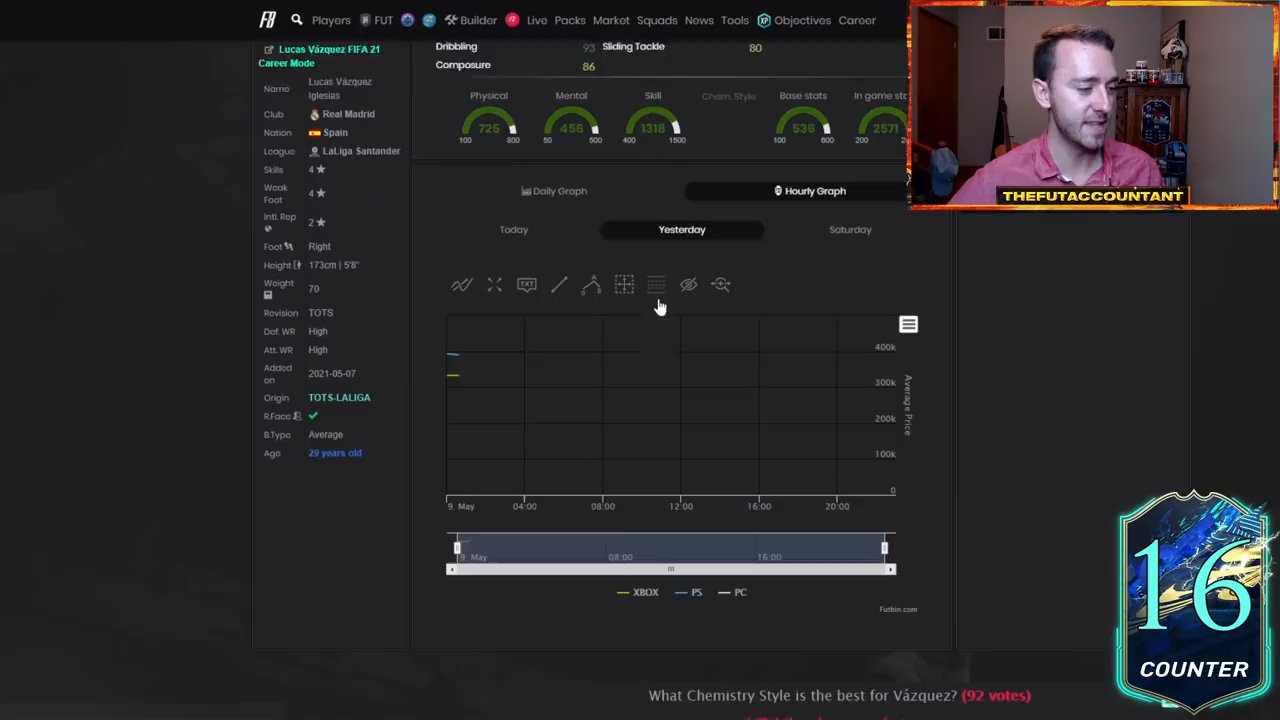 Players FUT Builder Live Packs Market Squads News Tools XP Objectives Career
Lucas Vázquez FIFA 21
Career Mode
Name Lucas Vázquez Iglesias
Club Real Madrid
Nation Spain
League LaLiga Santander
Skills 4★
Weak Foot 4★
Intl. Rep 2★
Foot Right
Height 173cm | 5'8"
Weight 70
Revision TOTS
Def. WR High
Att. WR High
Added on 2021-05-07
Origin TOTS-LALIGA
R.Face
B.Type Average
Age 29 years old
Dribbling 93 Sliding Tackle 80
Composure 86
Physical Mental Skill Chem. Style Base stats In game sta
725 456 1318 536 2571
100 800 50 500 400 1500 100 600 200
Daily Graph Hourly Graph
Today Yesterday Saturday
TXT
400k
300k
200k
100k
0
Average Price
9. May 04:00 08:00 12:00 16:00 20:00
9. May 08:00 16:00
XBOX PS PC
Futbin.com
What Chemistry Style is the best for Vázquez? (92 votes)
THEFUTACCOUNTANT
16
COUNTER